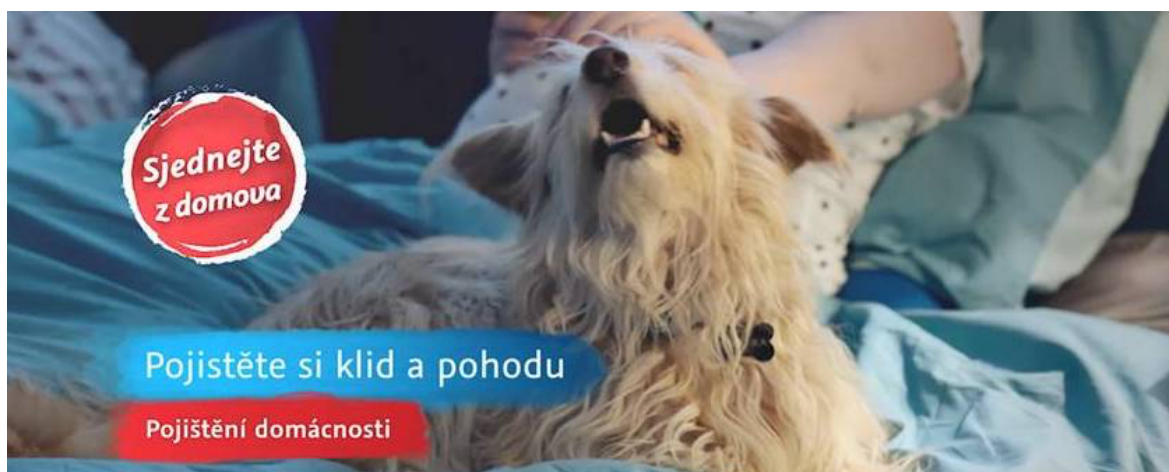 Sjednejte
z domova
Pojistěte si klid a pohodu
Pojištění domácnosti